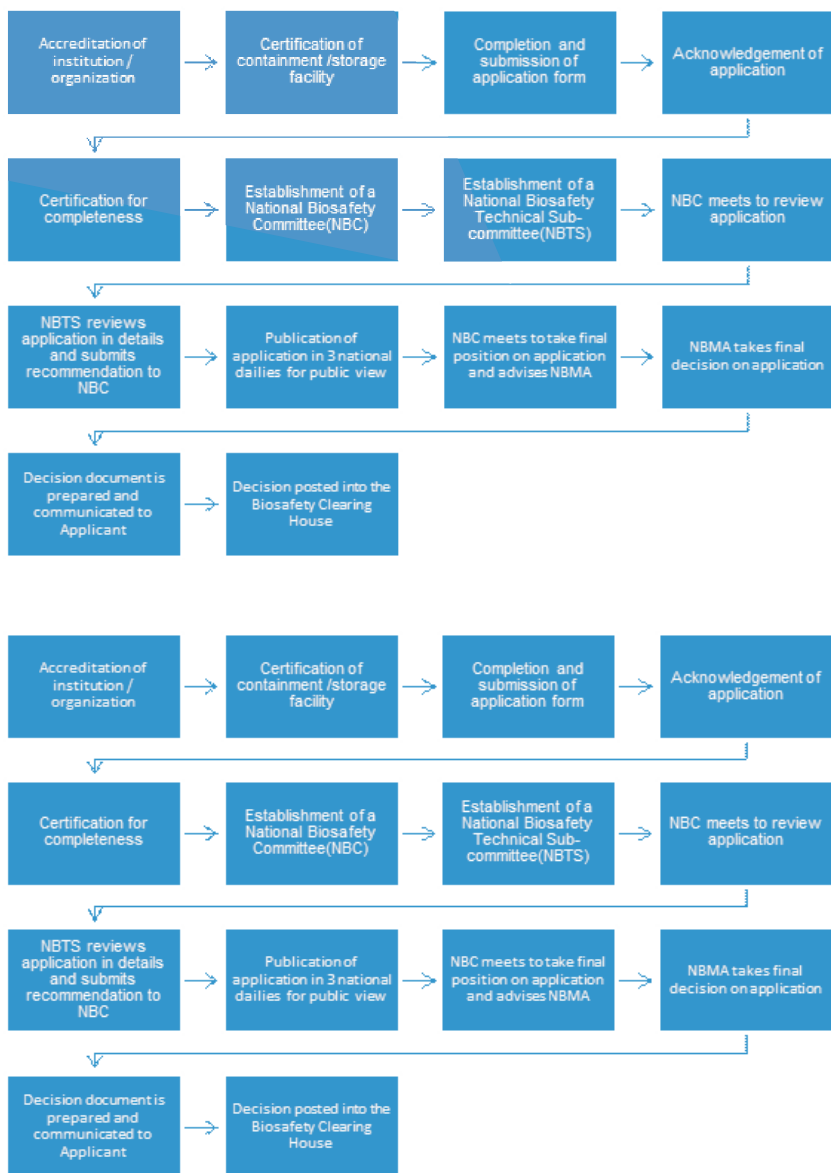 Accreditation of
institution /
organization
Certification of
containment /storage
facility
Completion and
submission of
application form
Acknowledgement of
application
Certification for
completeness
Establishment of a
National Biosafety
Committee(NBC)
Establishment of a
National Biosafety
Technical Sub-
committee(NBTS)
NBC meets to review
application
NBTS reviews
application in details
and submits
recommendation to
NBC
Publication of
application in 3 national
dailies for public view
NBC meets to take final
position on application
and advises NBMA
NBMA takes final
decision on application
Decision document is
prepared and
communicated to
Applicant
Decision posted into the
Biosafety Clearing
House
Accreditation of
institution /
organization
Certification of
containment /storage
facility
Completion and
submission of
application form
Acknowledgement of
application
Certification for
completeness
Establishment of a
National Biosafety
Committee(NBC)
Establishment of a
National Biosafety
Technical Sub-
committee(NBTS)
NBC meets to review
application
NBTS reviews
application in details
and submits
recommendation to
NBC
Publication of
application in 3 national
dailies for public view
NBC meets to take final
position on application
and advises NBMA
NBMA takes final
decision on application
Decision document is
prepared and
communicated to
Applicant
Decision posted into the
Biosafety Clearing
House